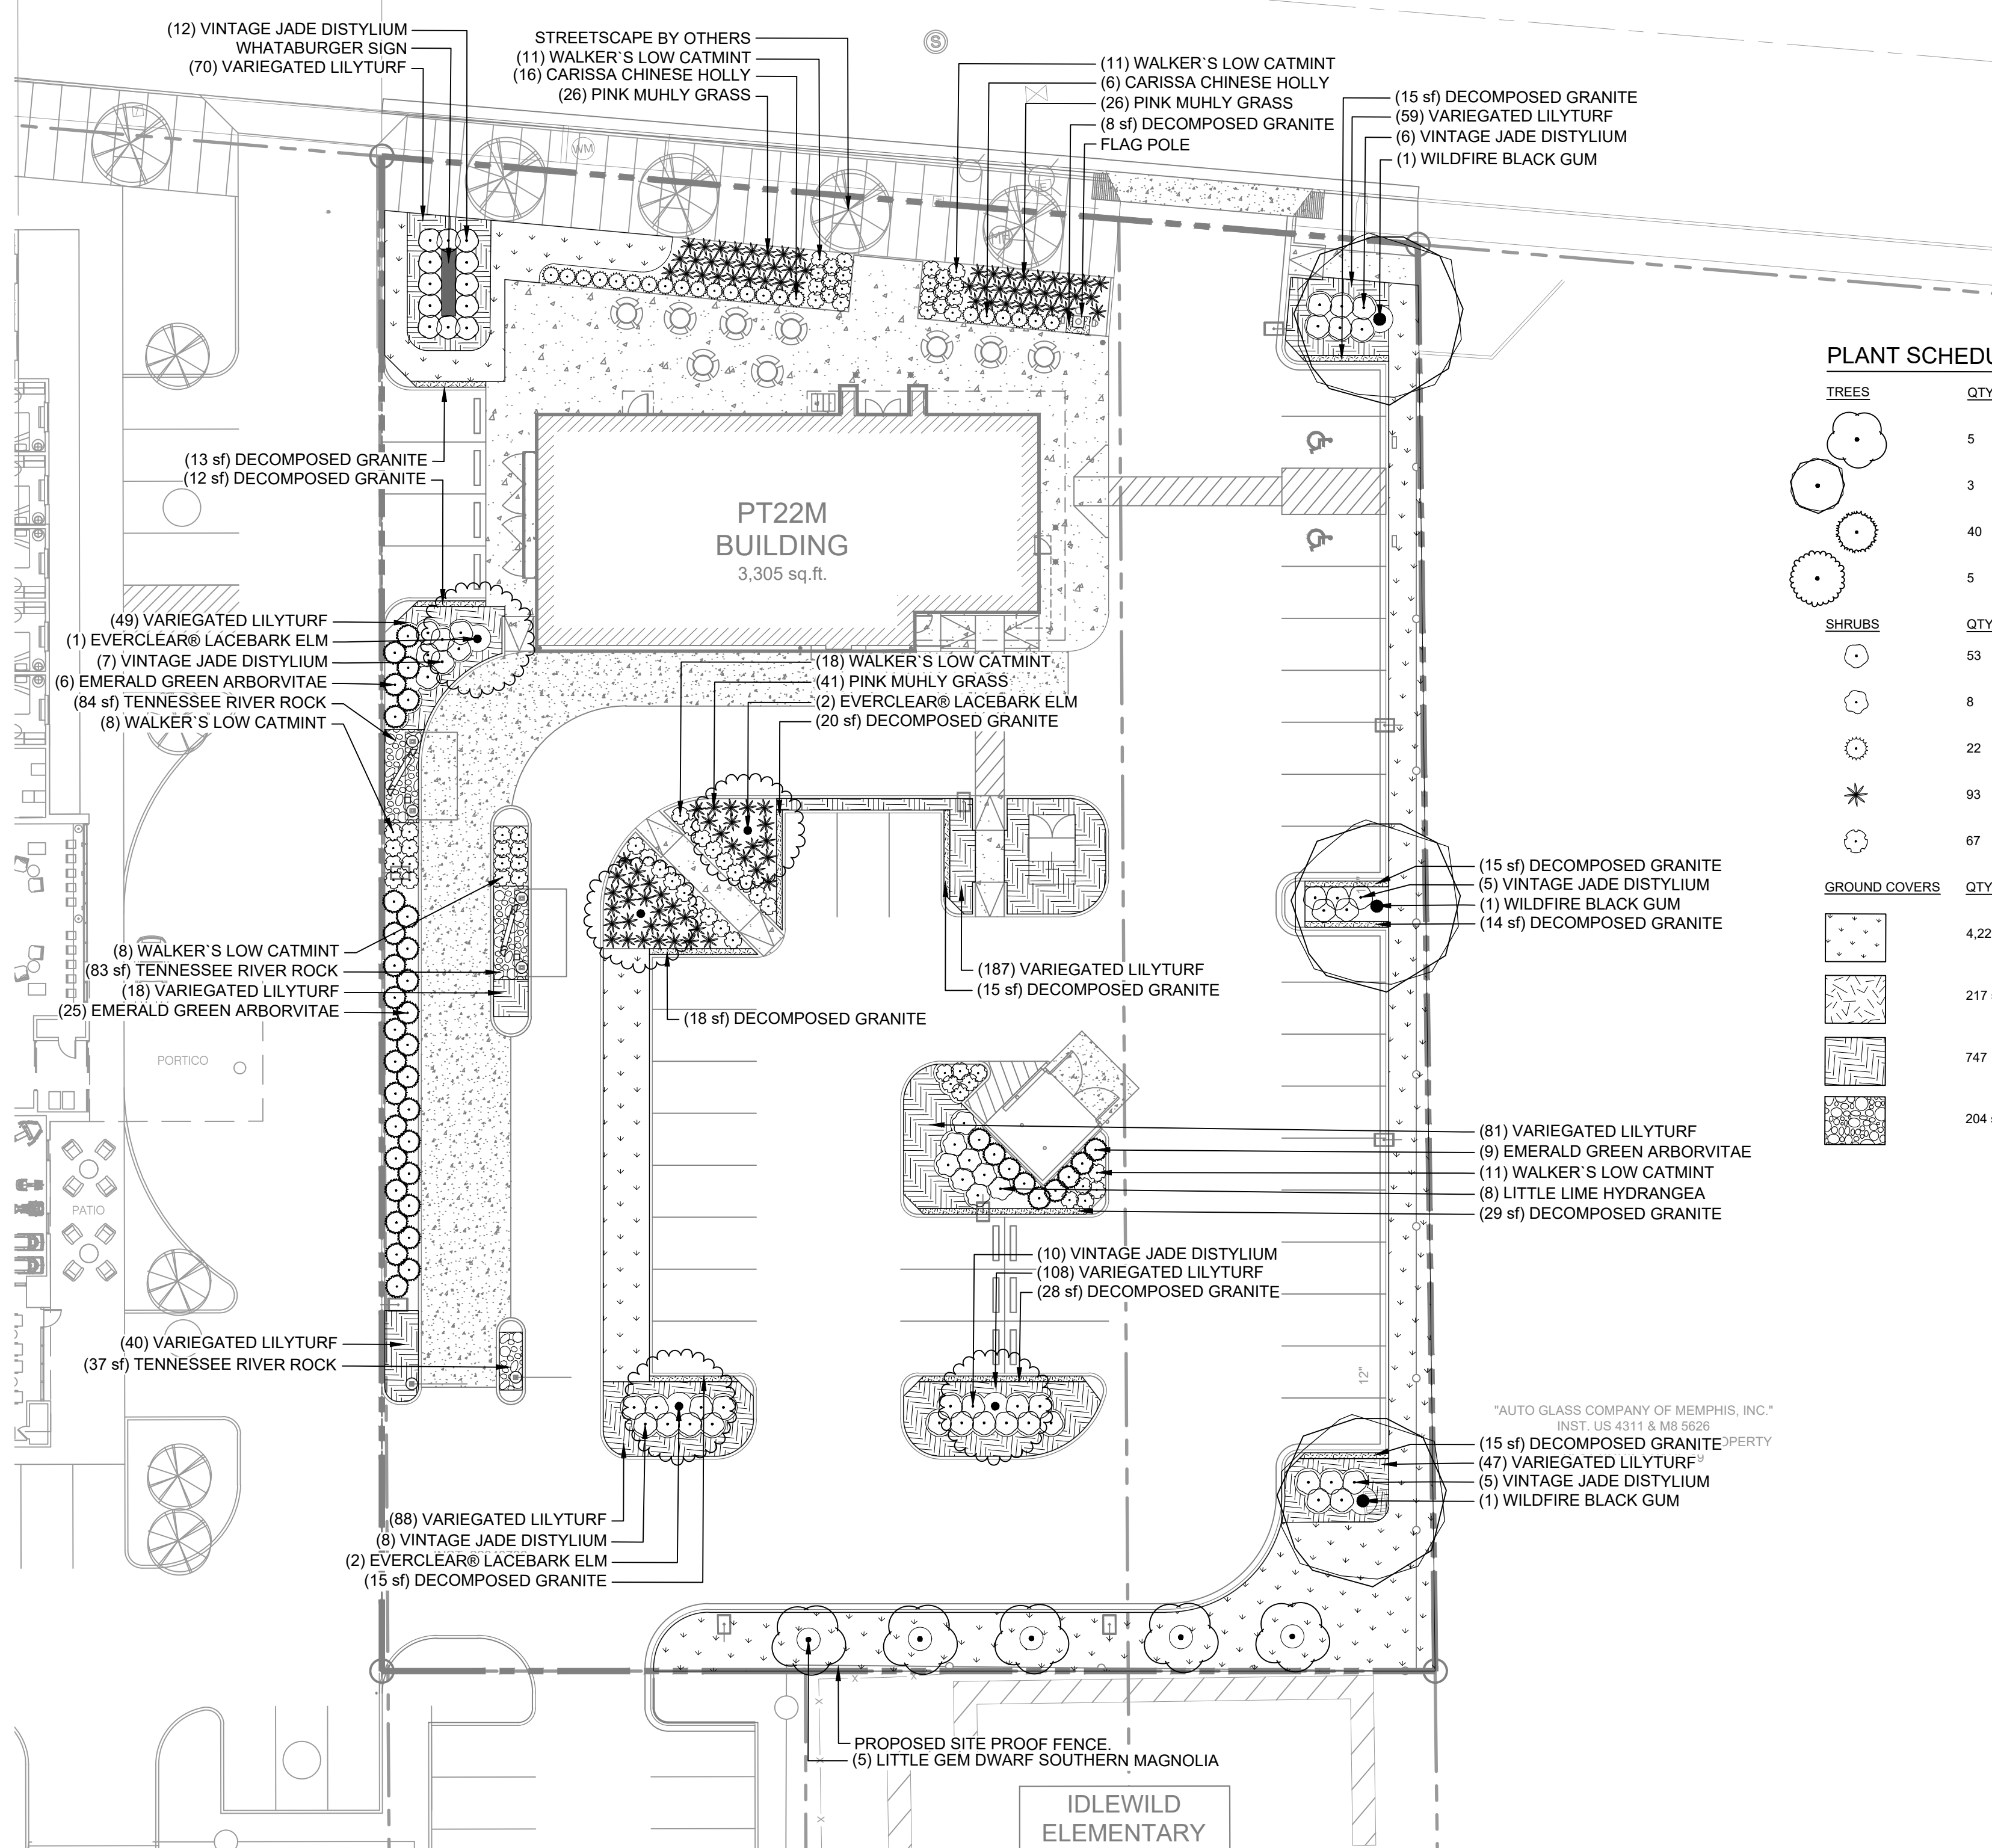 (12) VINTAGE JADE DISTYLIUM
WHATABURGER SIGN
(70) VARIEGATED LILYTURF
STREETSCAPE BY OTHERS
(11) WALKER`S LOW CATMINT
(16) CARISSA CHINESE HOLLY
(26) PINK MUHLY GRASS
S
(11) WALKER`S LOW CATMINT
(6) CARISSA CHINESE HOLLY
(26) PINK MUHLY GRASS
(8 sf) DECOMPOSED GRANITE
FLAG POLE
(15 sf) DECOMPOSED GRANITE
(59) VARIEGATED LILYTURF
(6) VINTAGE JADE DISTYLIUM
(1) WILDFIRE BLACK GUM
WM
PLANT SCHEDU
TREES QTY
5
3
40
5
SHRUBS QTY
53
8
22
93
67
GROUND COVERS QTY
4,22
217
747
204
(13 sf) DECOMPOSED GRANITE
(12 sf) DECOMPOSED GRANITE
PT22M
BUILDING
3,305 sq.ft.
(49) VARIEGATED LILYTURF
(1) EVERCLEAR® LACEBARK ELM
(7) VINTAGE JADE DISTYLIUM
(6) EMERALD GREEN ARBORVITAE
(84 sf) TENNESSEE RIVER ROCK
(8) WALKER`S LOW CATMINT
(18) WALKER`S LOW CATMINT
(41) PINK MUHLY GRASS
(2) EVERCLEAR® LACEBARK ELM
(20 sf) DECOMPOSED GRANITE
(15 sf) DECOMPOSED GRANITE
(5) VINTAGE JADE DISTYLIUM
(1) WILDFIRE BLACK GUM
(14 sf) DECOMPOSED GRANITE
(8) WALKER`S LOW CATMINT
(83 sf) TENNESSEE RIVER ROCK
(18) VARIEGATED LILYTURF
(25) EMERALD GREEN ARBORVITAE
(187) VARIEGATED LILYTURF
(15 sf) DECOMPOSED GRANITE
(18 sf) DECOMPOSED GRANITE
PORTICO
PATIO
(81) VARIEGATED LILYTURF
(9) EMERALD GREEN ARBORVITAE
(11) WALKER`S LOW CATMINT
(8) LITTLE LIME HYDRANGEA
(29 sf) DECOMPOSED GRANITE
(10) VINTAGE JADE DISTYLIUM
(108) VARIEGATED LILYTURF
(28 sf) DECOMPOSED GRANITE
(40) VARIEGATED LILYTURF
(37 sf) TENNESSEE RIVER ROCK
12"
"AUTO GLASS COMPANY OF MEMPHIS, INC."
INST. US 4311 & M8 5626
OPERTY
(15 sf) DECOMPOSED GRANITE
(47) VARIEGATED LILYTURF
(5) VINTAGE JADE DISTYLIUM
(1) WILDFIRE BLACK GUM
(88) VARIEGATED LILYTURF
(8) VINTAGE JADE DISTYLIUM
(2) EVERCLEAR® LACEBARK ELM
(15 sf) DECOMPOSED GRANITE
PROPOSED SITE PROOF FENCE.
(5) LITTLE GEM DWARF SOUTHERN MAGNOLIA
IDLEWILD
ELEMENTARY